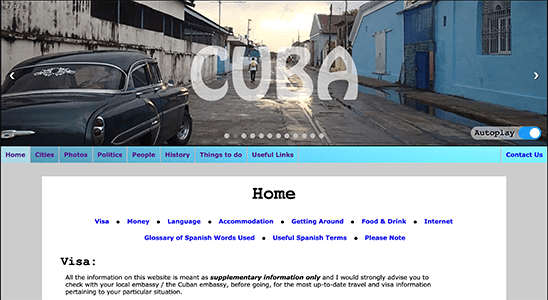 CUBA
Autoplay
Home Cities Photos Politics People History Things to do Useful Links Contact Us
Home
Visa • Money • Language • Accommodation • Getting Around • Food & Drink • Internet
Glossary of Spanish Words Used • Useful Spanish Terms • Please Note
Visa:
All the information on this website is meant as supplementary information only and I would strongly advise you to
check with your local embassy / the Cuban embassy, before going, for the most up-to-date travel and visa information
pertaining to your particular situation.